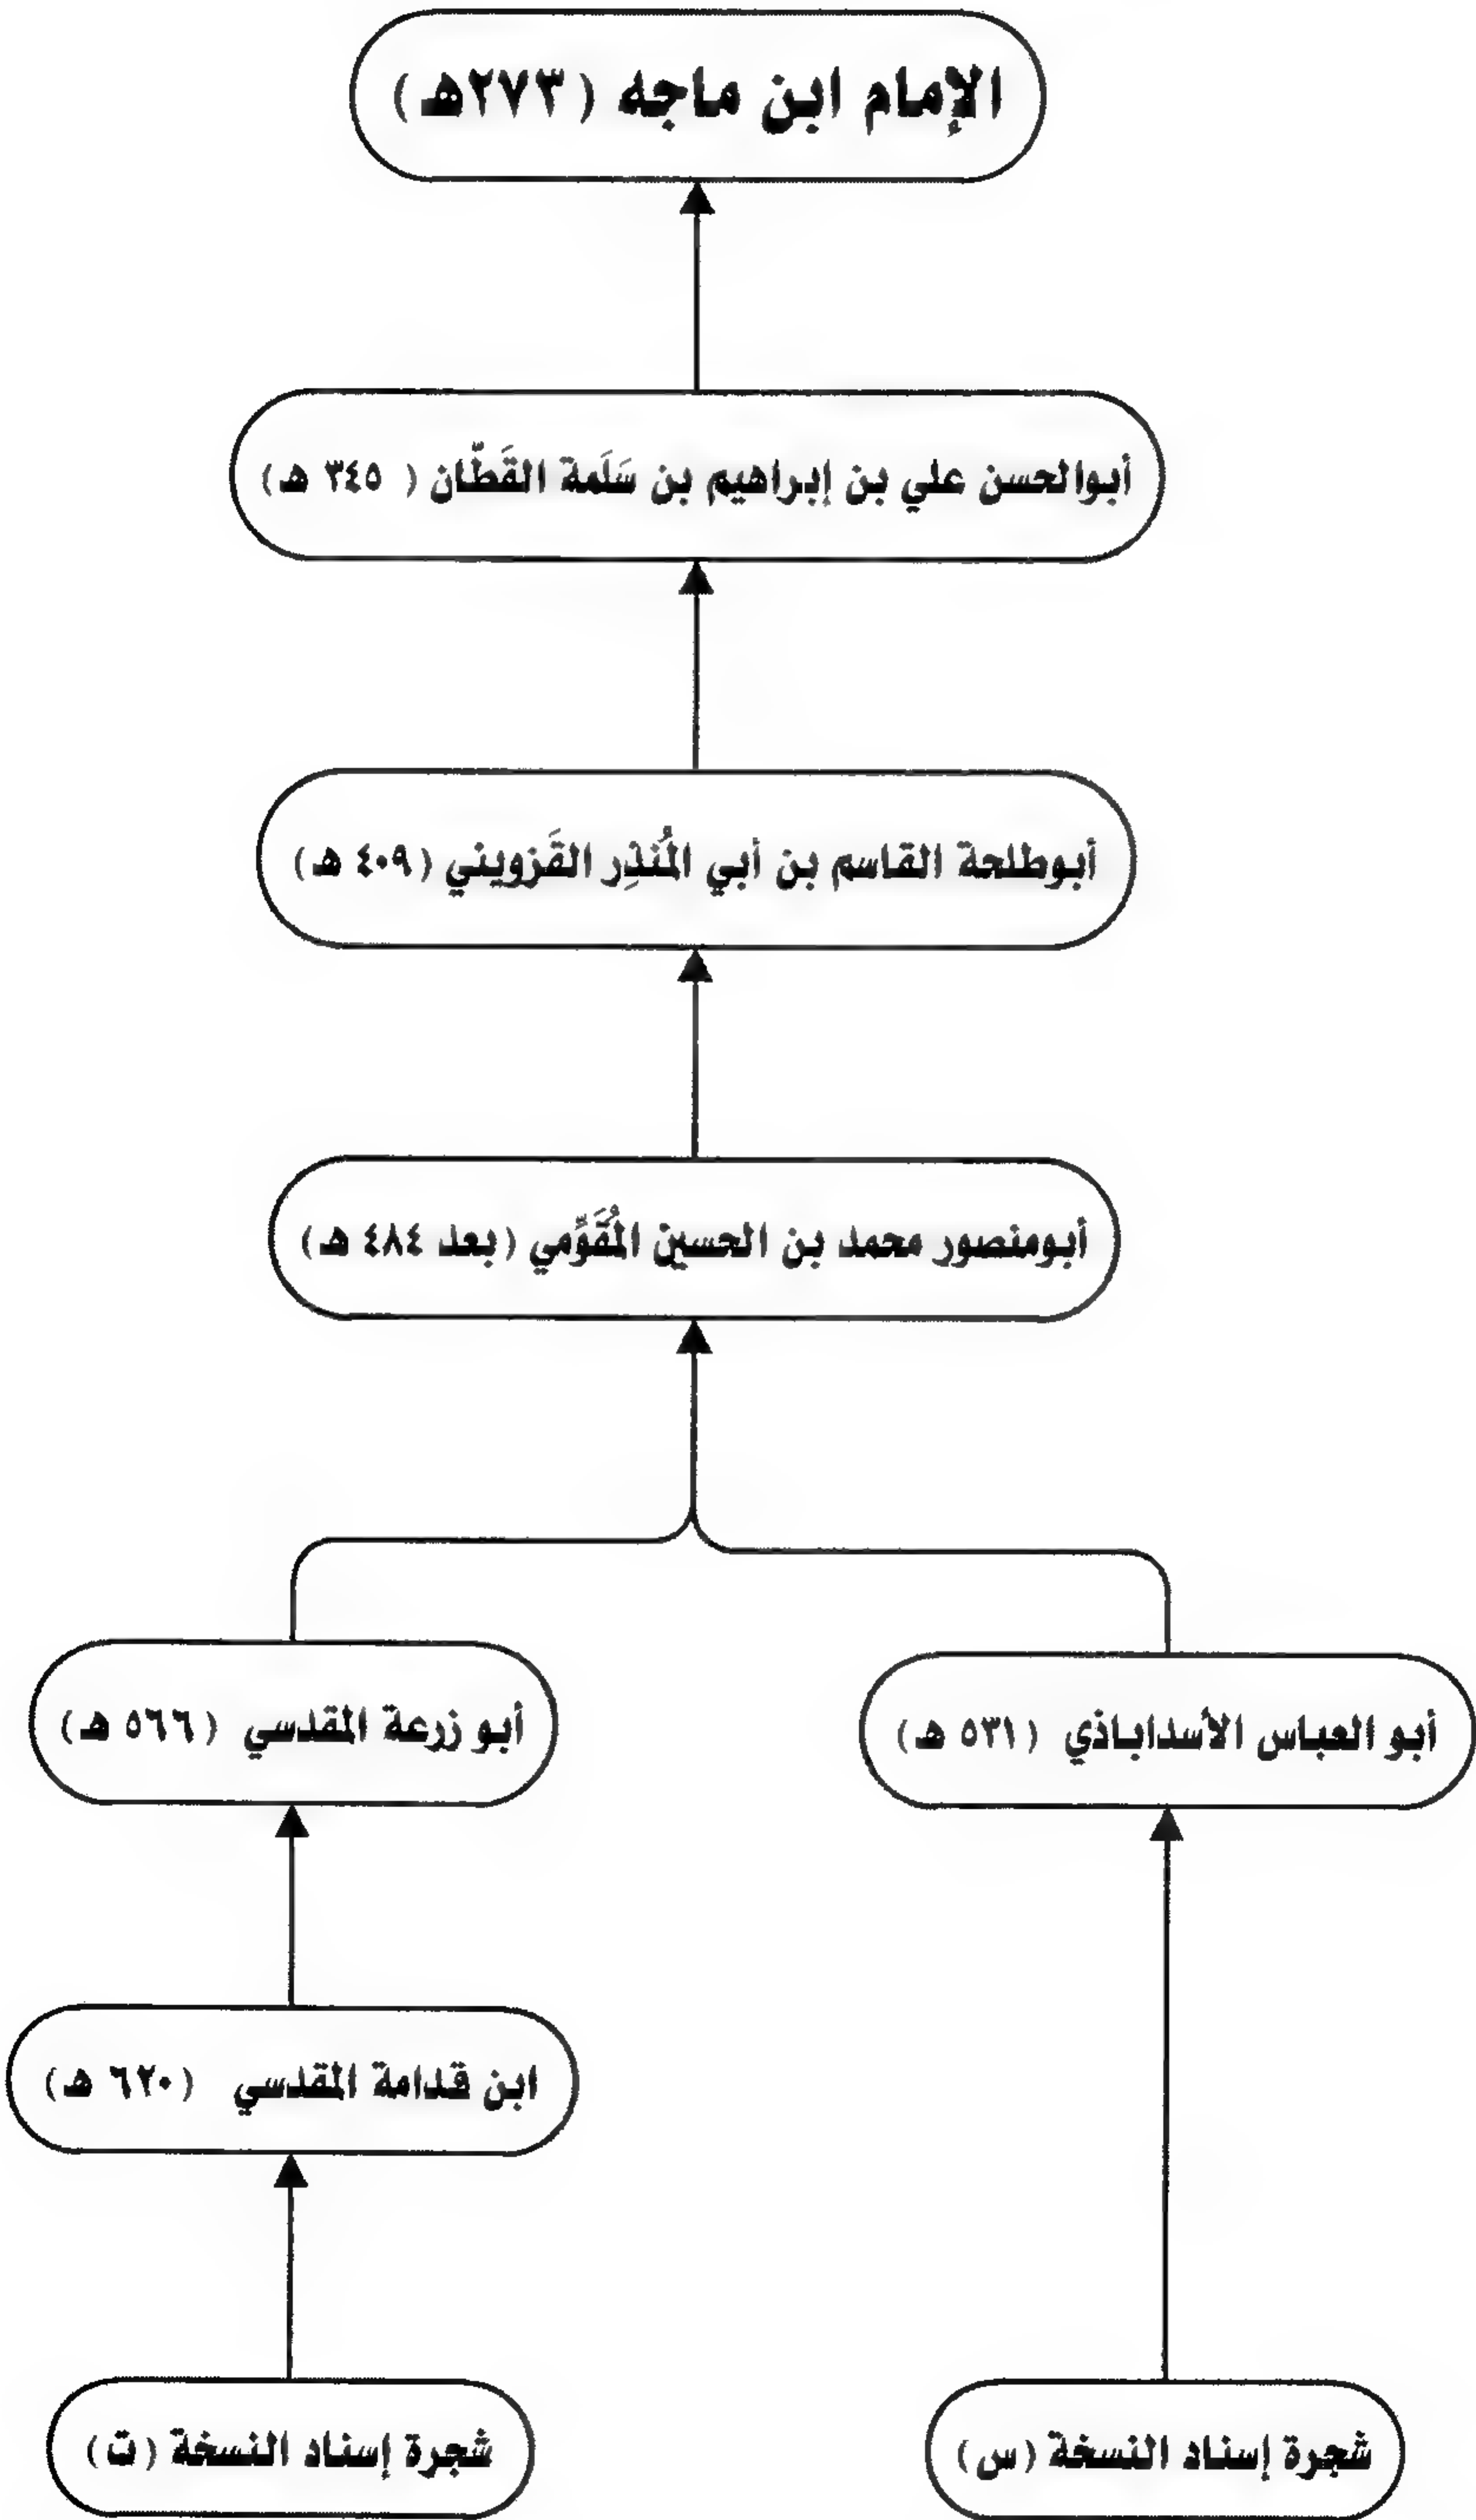 الإمام ابن ماجه (٢٧٣هـ)
أبوالحسن علي بن إبراهيم بن سَلَمة القَطَّان ( ٣٤٥ هـ)
أبوطلحة القاسم بن أبي المُنذِر القَزويني (٤٠٩ هـ)
أبومنصور محمد بن الحسين المُقَوِّمي (بعد ٤٨٤ هـ)
أبو العباس الأسداباذي (٥٣١ هـ)
أبو زرعة المقدسي (٥٦٦ هـ)
ابن قدامة المقدسي (٦٢٠ هـ)
شجرة إسناد النسخة (س)
شجرة إسناد النسخة (ت)